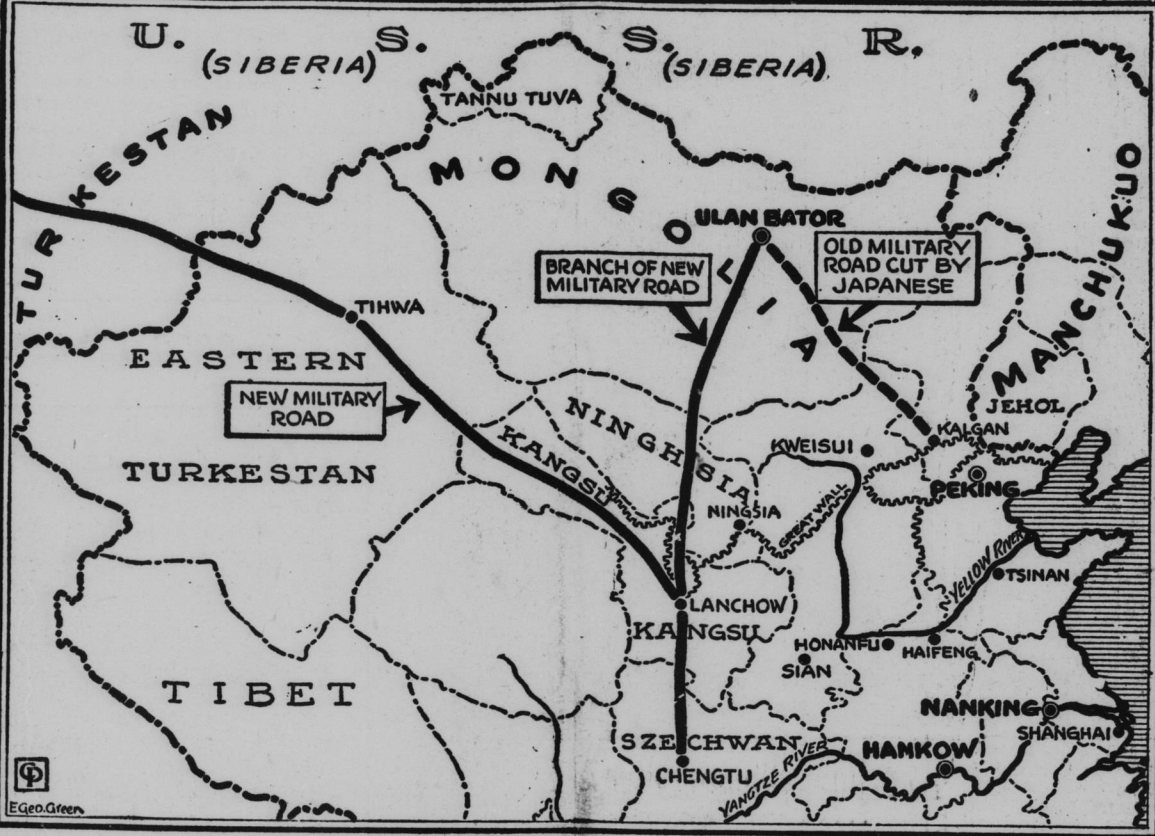 U. S. S. R.
(SIBERIA)
(SIBERIA)
TANNU TUVA
TURKESTAN
MONGOLIA
MANCHUKUO
ULAN BATOR
BRANCH OF NEW
MILITARY ROAD
OLD MILITARY
ROAD CUT BY
JAPANESE
TIHWA
EASTERN
TURKESTAN
NEW MILITARY
ROAD
JEHOL
KALGAN
NINGHSIA
KANGSU
KWEISUI
PEKING
NINGSIA
GREAT WALL
YELLOW RIVER
TSINAN
LANCHOW
KANGSU
HONANFU
HAIFENG
SIAN
TIBET
NANKING
SHANGHAI
SZECHWAN
HANKOW
CHENGTU
YANGTZE RIVER
CP
E Geo. Green